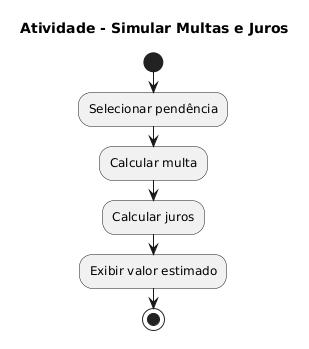 Atividade - Simular Multas e Juros
Selecionar pendência
Calcular multa
Calcular juros
Exibir valor estimado